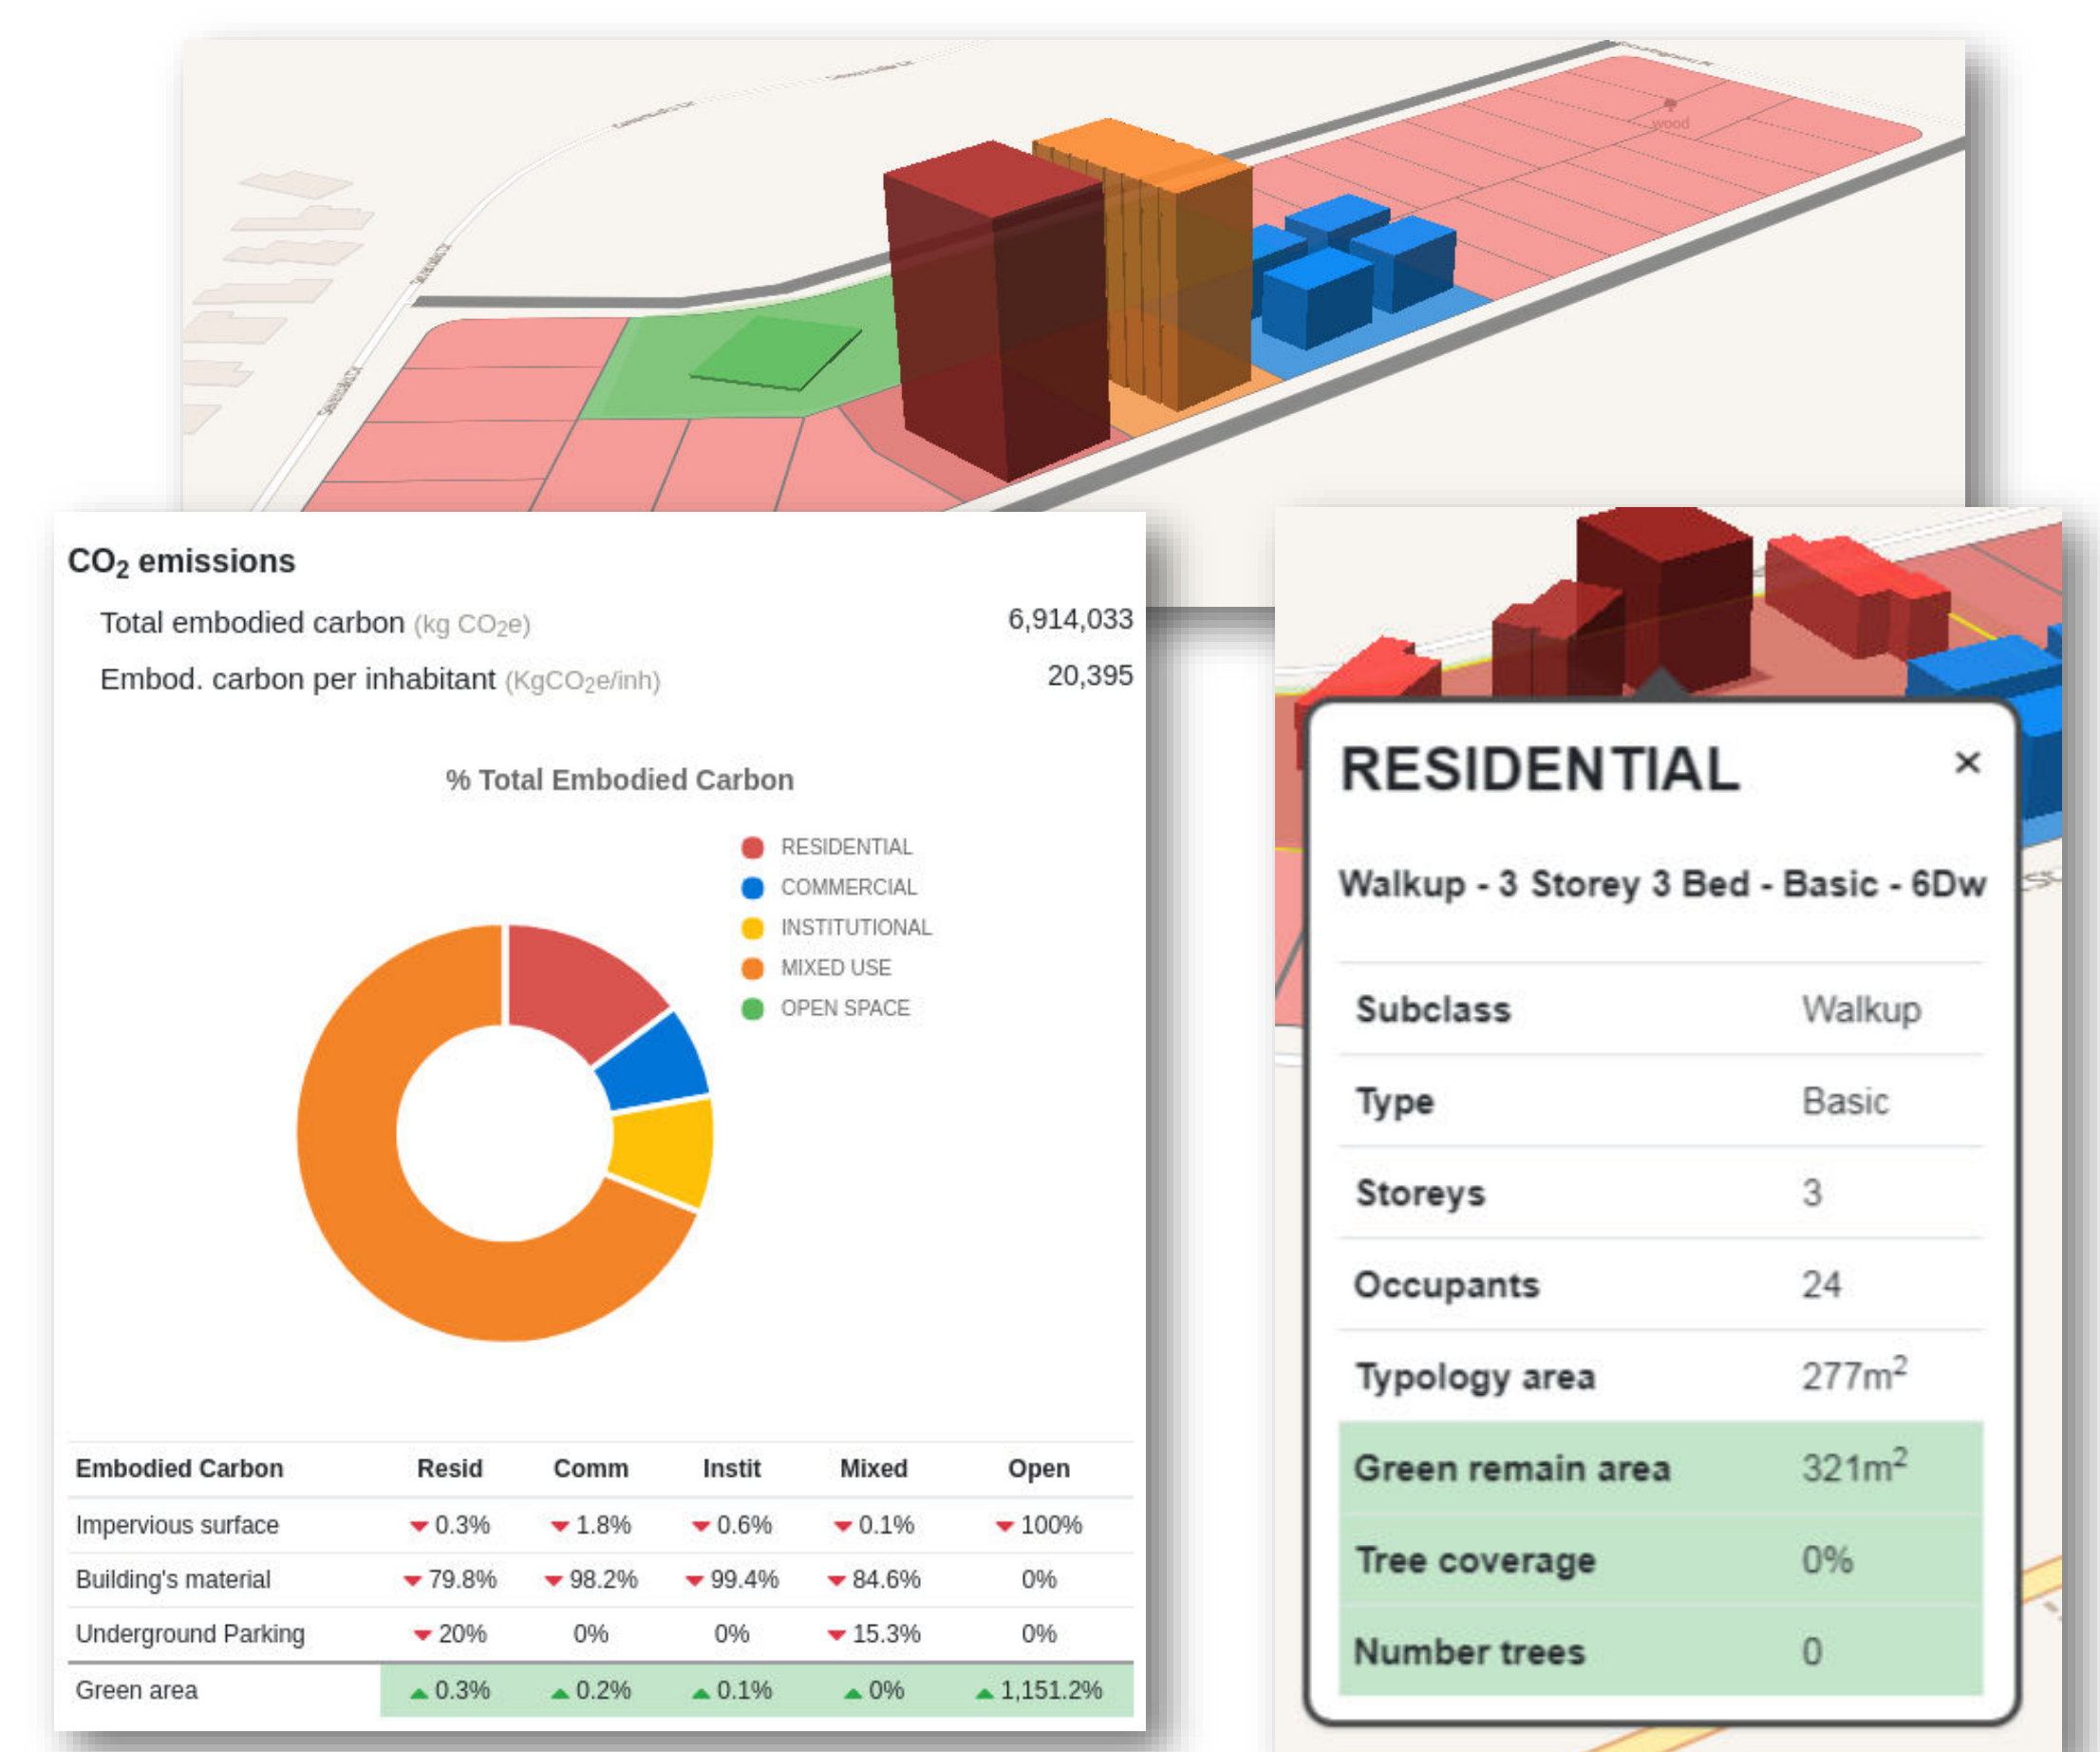 wood
CO₂ emissions
Total embodied carbon (kg CO₂e) 6,914,033
Embod. carbon per inhabitant (KgCO₂e/inh) 20,395
% Total Embodied Carbon
RESIDENTIAL
COMMERCIAL
INSTITUTIONAL
MIXED USE
OPEN SPACE
Embodied Carbon Resid Comm Instit Mixed Open
Impervious surface ▼ 0.3% ▼ 1.8% ▼ 0.6% ▼ 0.1% ▼ 100%
Building's material ▼ 79.8% ▼ 98.2% ▼ 99.4% ▼ 84.6% 0%
Underground Parking ▼ 20% 0% 0% ▼ 15.3% 0%
Green area ▲ 0.3% ▲ 0.2% ▲ 0.1% ▲ 0% ▲ 1,151.2%
RESIDENTIAL ×
Walkup - 3 Storey 3 Bed - Basic - 6Dw
Subclass Walkup
Type Basic
Storeys 3
Occupants 24
Typology area 277m²
Green remain area 321m²
Tree coverage 0%
Number trees 0